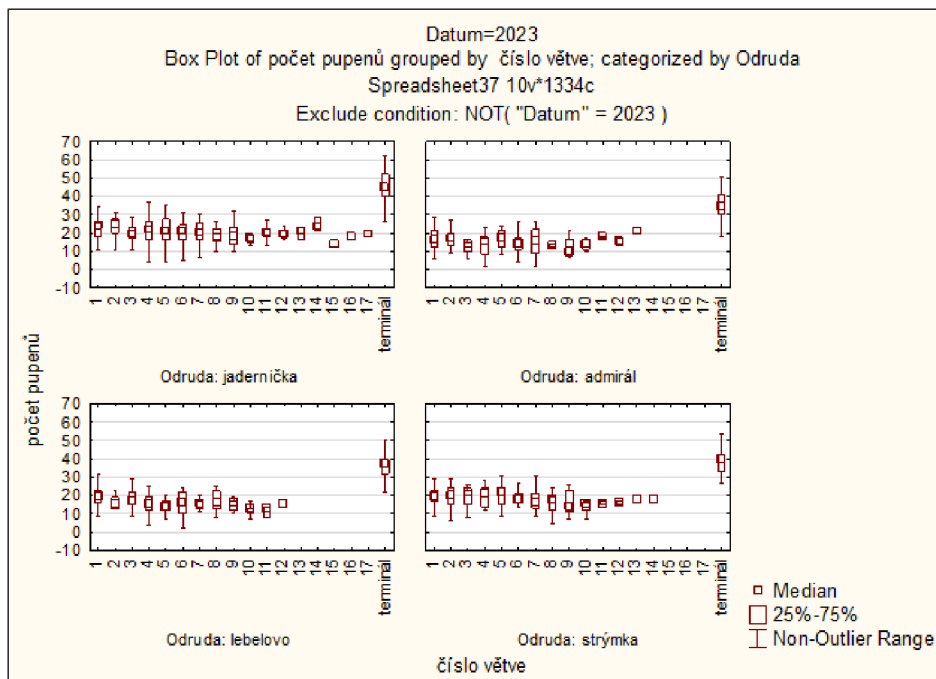 Datum=2023
Box Plot of počet pupenů grouped by číslo větve; categorized by Odruda
Spreadsheet37 10v*1334c
Exclude condition: NOT( "Datum" = 2023 )
počet pupenů
70
60
50
40
30
20
10
0
-10
1 2 3 4 5 6 7 8 9 10 11 12 13 14 15 16 17 terminál
Odruda: jadernička
70
60
50
40
30
20
10
0
-10
1 2 3 4 5 6 7 8 9 10 11 12 13 14 15 16 17 terminál
Odruda: admirál
70
60
50
40
30
20
10
0
-10
1 2 3 4 5 6 7 8 9 10 11 12 13 14 15 16 17 terminál
Odruda: lebelovo
70
60
50
40
30
20
10
0
-10
1 2 3 4 5 6 7 8 9 10 11 12 13 14 15 16 17 terminál
Odruda: strýmka
číslo větve
Median
25%-75%
Non-Outlier Range